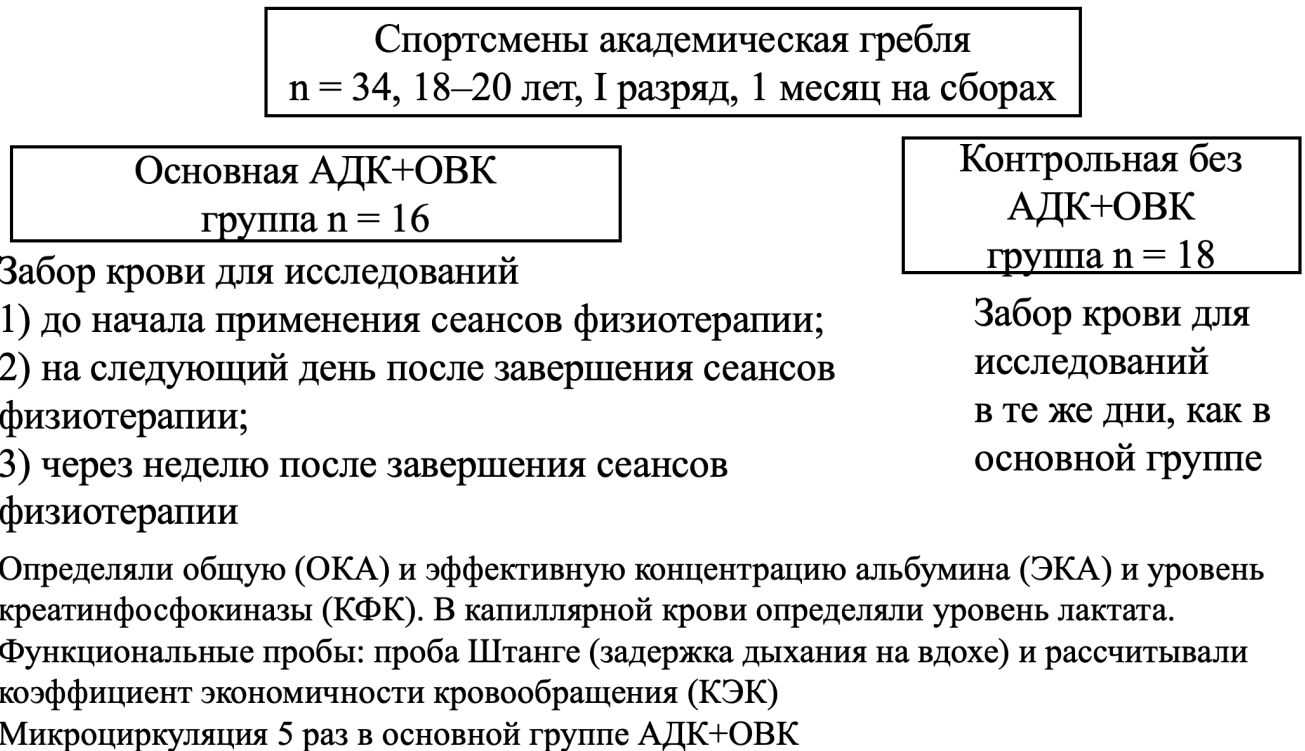 Спортсмены академическая гребля
n = 34, 18–20 лет, I разряд, 1 месяц на сборах
Основная АДК+ОВК
группа n = 16
Контрольная без
АДК+ОВК
группа n = 18
Забор крови для исследований
1) до начала применения сеансов физиотерапии;
2) на следующий день после завершения сеансов
физиотерапии;
3) через неделю после завершения сеансов
физиотерапии
Забор крови для
исследований
в те же дни, как в
основной группе
Определяли общую (ОКА) и эффективную концентрацию альбумина (ЭКА) и уровень
креатинфосфокиназы (КФК). В капиллярной крови определяли уровень лактата.
Функциональные пробы: проба Штанге (задержка дыхания на вдохе) и рассчитывали
коэффициент экономичности кровообращения (КЭК)
Микроциркуляция 5 раз в основной группе АДК+ОВК